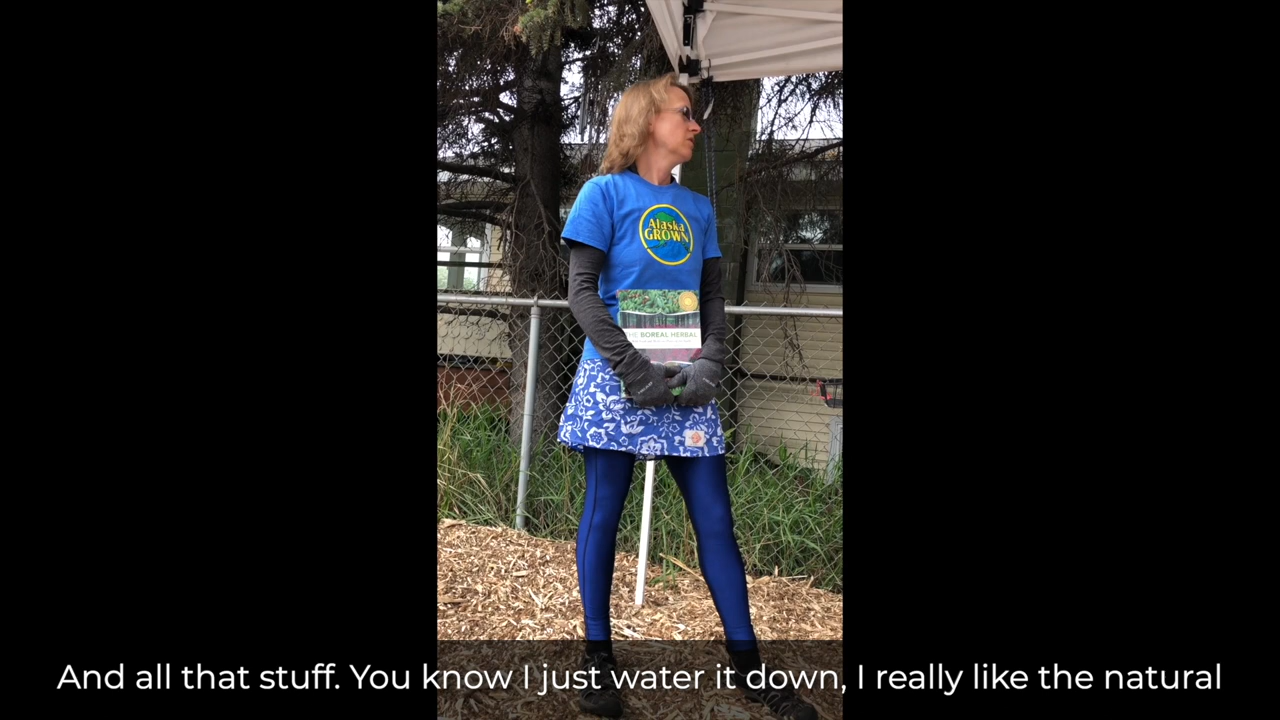 Alaska
GROWN
THE BOREAL HERBAL
And all that stuff. You know I just water it down, I really like the natural